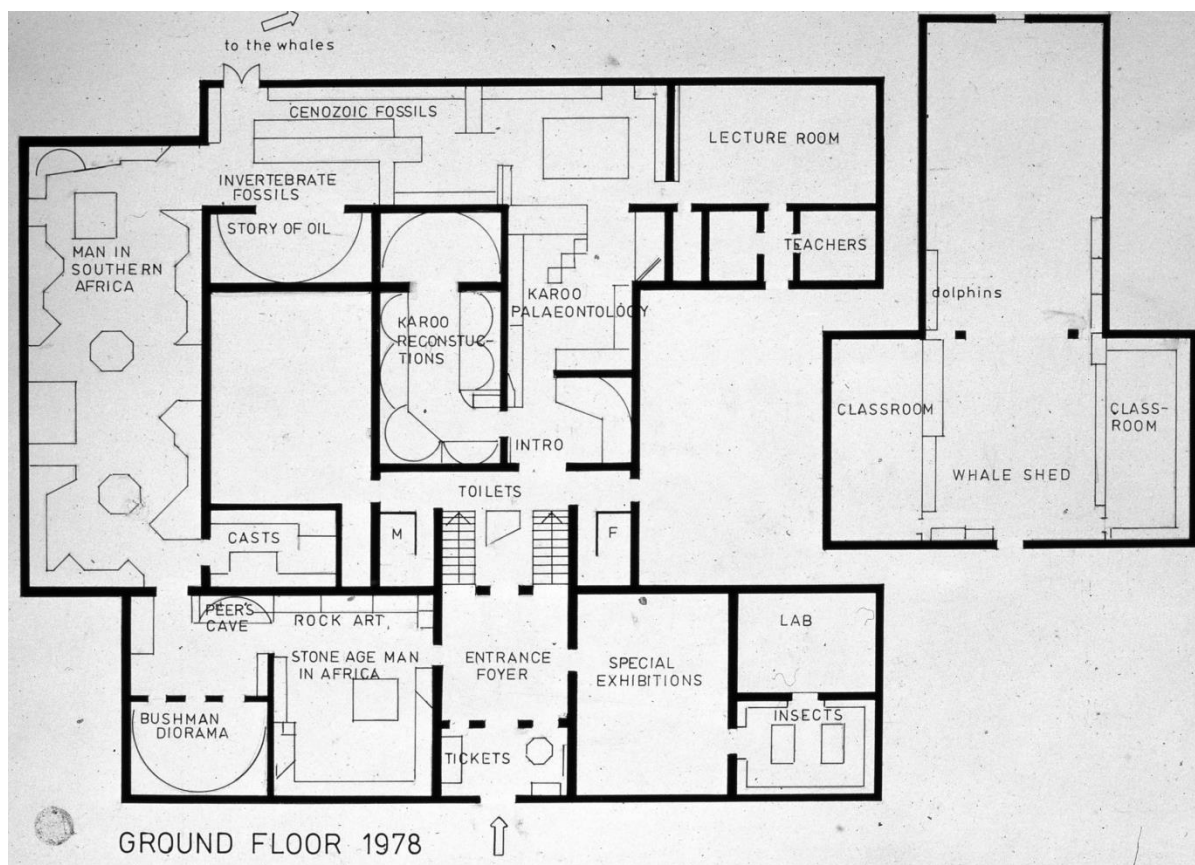 to the whales
CENOZOIC FOSSILS
LECTURE ROOM
INVERTEBRATE
FOSSILS
STORY OF OIL
TEACHERS
MAN IN
SOUTHERN
AFRICA
KAROO
PALAEONTOLOGY
dolphins
KAROO
RECONSTUC-
TIONS
CLASSROOM
CLASS-
ROOM
INTRO
WHALE SHED
TOILETS
M
F
CASTS
PEER'S
CAVE
ROCK ART
LAB
STONE AGE MAN
IN AFRICA
ENTRANCE
FOYER
SPECIAL
EXHIBITIONS
BUSHMAN
DIORAMA
INSECTS
TICKETS
GROUND FLOOR 1978